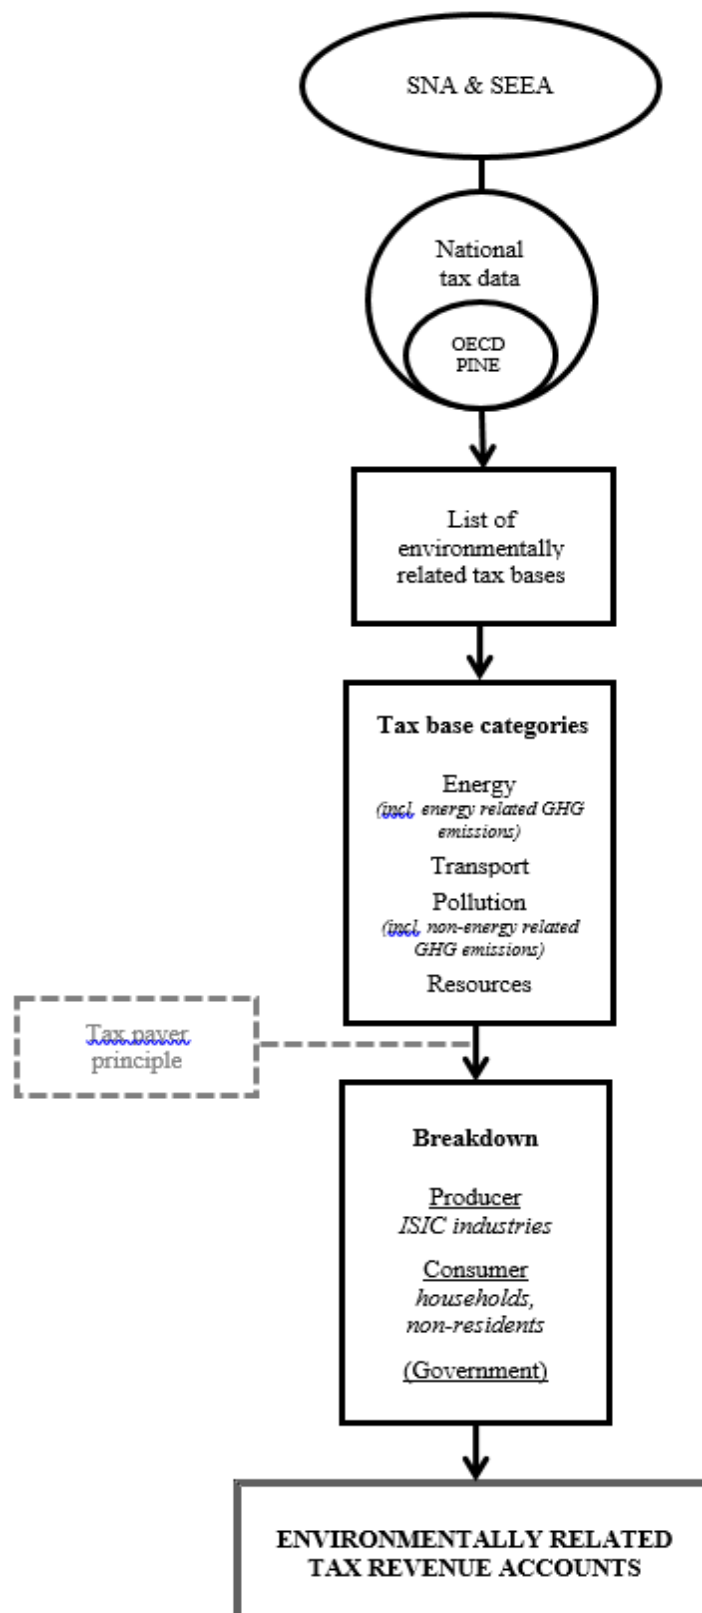 SNA & SEEA
National
tax data
OECD
PINE
List of
environmentally
related tax bases
Tax base categories
Energy
(incl. energy related GHG
emissions)
Transport
Pollution
(incl. non-energy related
GHG emissions)
Resources
Tax payer
principle
Breakdown
Producer
ISIC industries
Consumer
households,
non-residents
(Government)
ENVIRONMENTALLY RELATED
TAX REVENUE ACCOUNTS